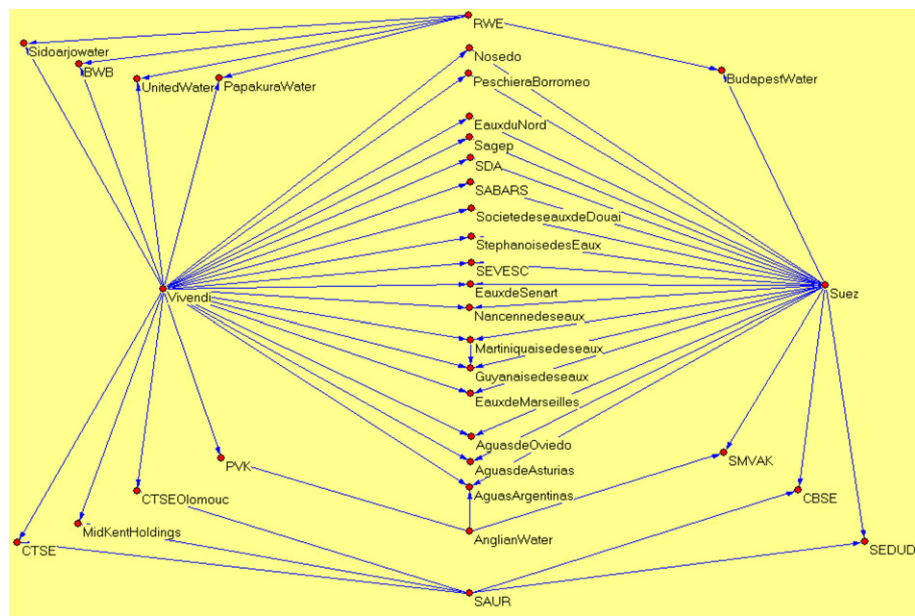 RWE
Sidoarjowater
Nosedo
BWB
BudapestWater
UnitedWater
PapakuraWater
PeschieraBorromeo
EauxduNord
Sagep
SDA
SABARS
SocietedeseauxdeDouai
StephanoisedesEaux
SEVESC
Vivendi
EauxdeSenart
Suez
Nancennedeseaux
Martiniquaisedeseaux
Guyanaisedeseaux
EauxdeMarseilles
AguasdeOviedo
PVK
AguasdeAsturias
SMVAK
CTSEOlomouc
AguasArgentinas
CBSE
MidKentHoldings
AnglianWater
CTSE
SEDUD
SAUR